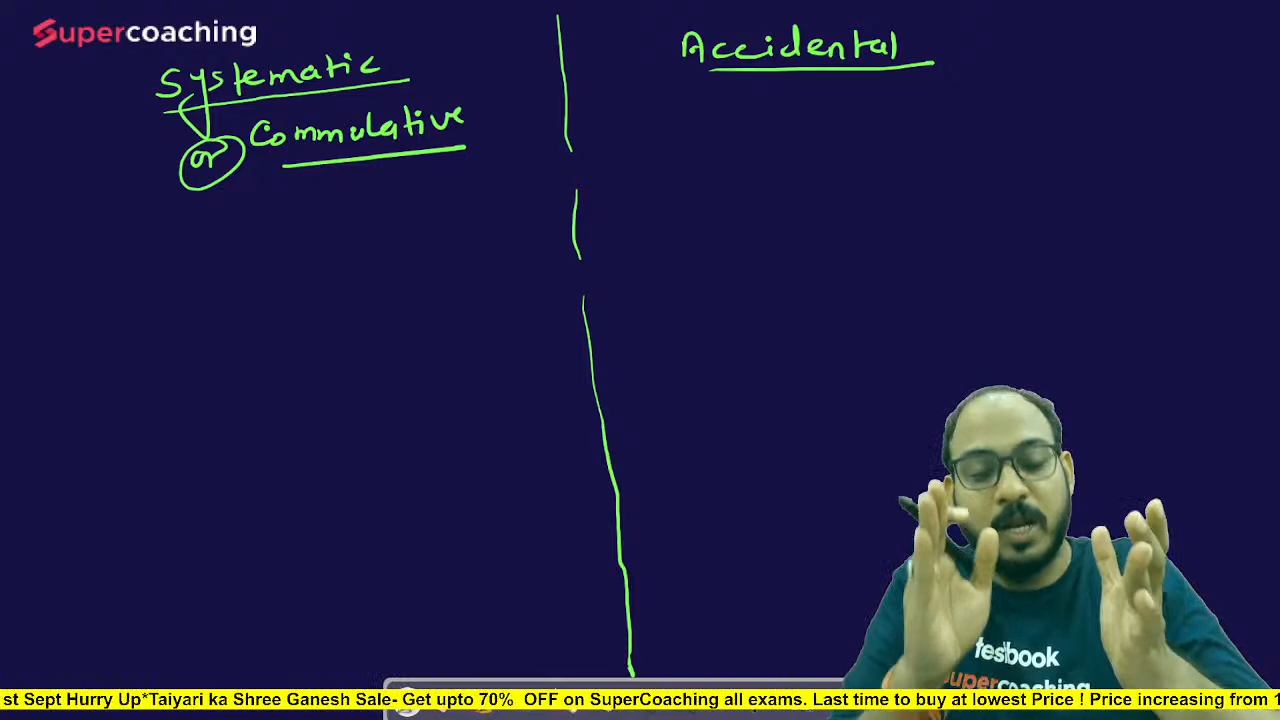 Supercoaching
Systematic
or Commulative
Accidental
testbook
Supercoaching
st Sept Hurry Up*Taiyari ka Shree Ganesh Sale- Get upto 70% OFF on SuperCoaching all exams. Last time to buy at lowest Price ! Price increasing from 1